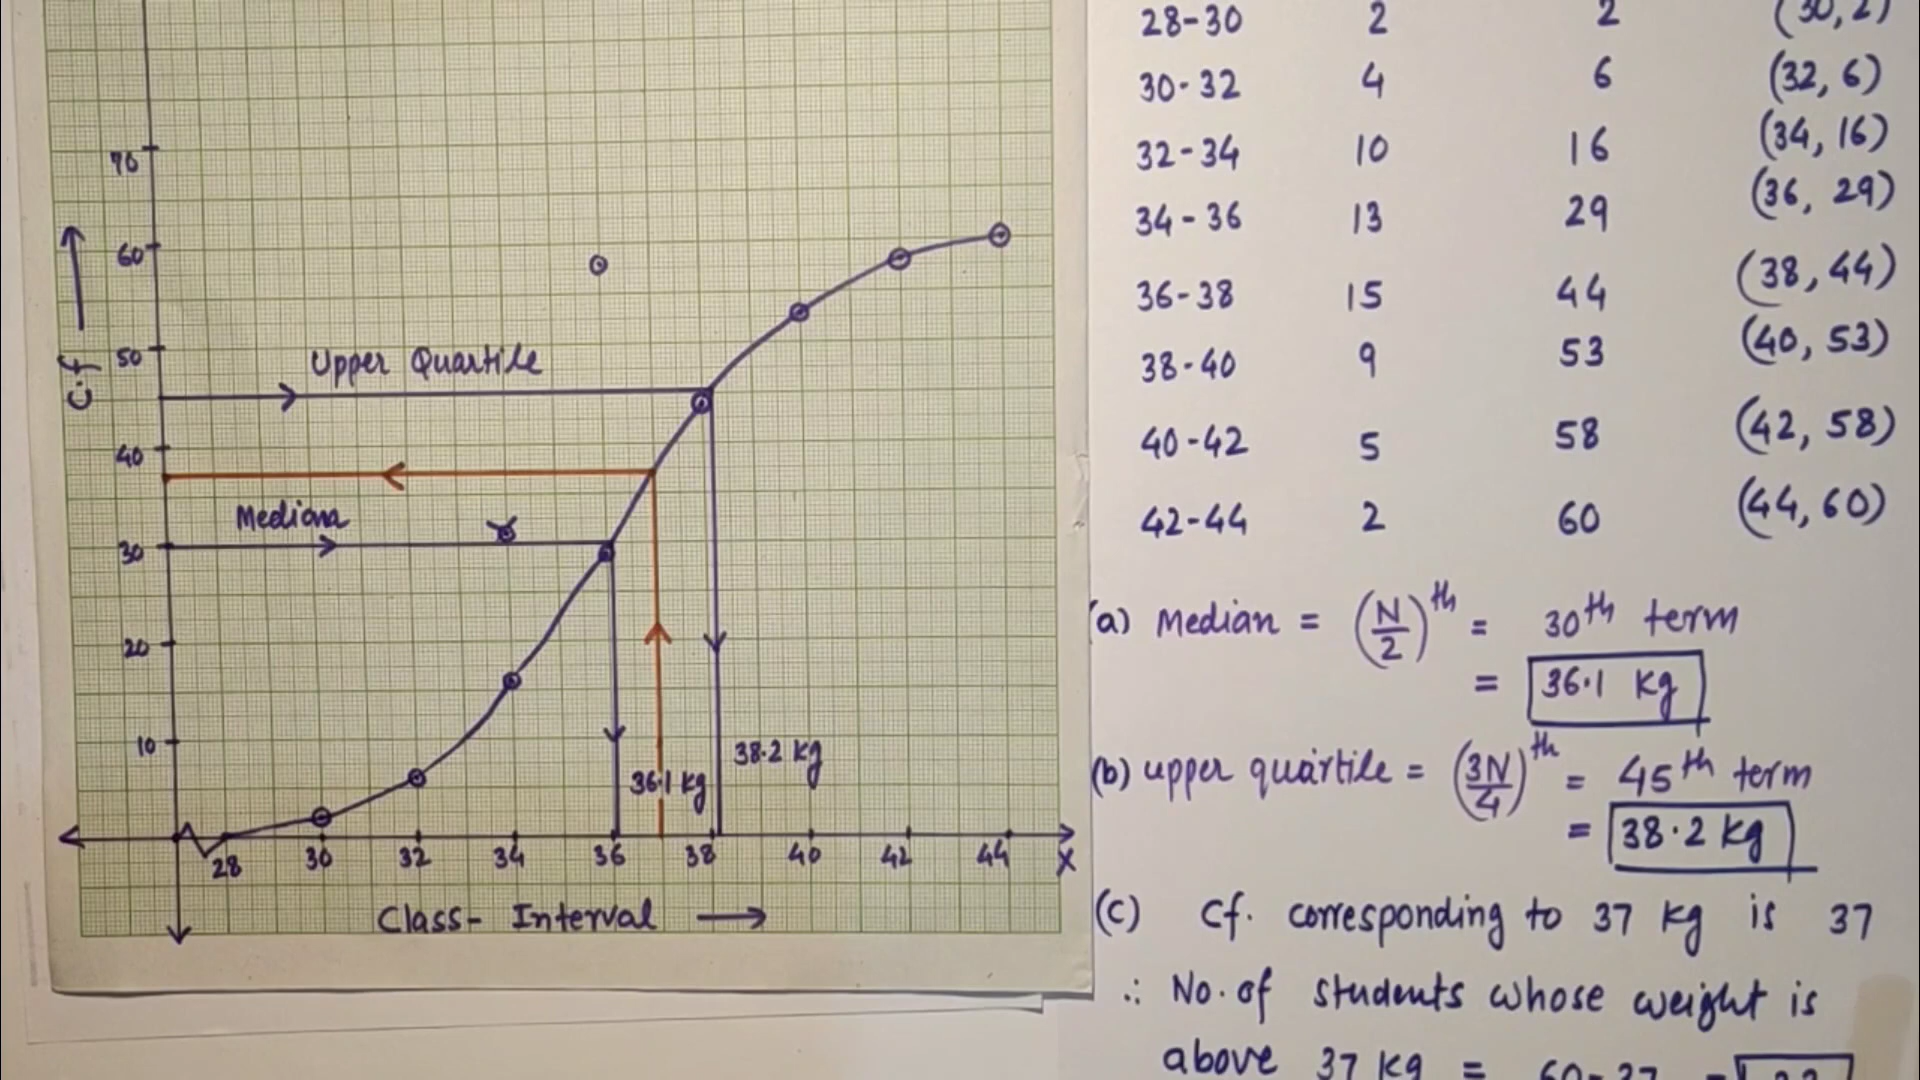 70
60
50
40
30
20
10
C.f
Upper Quartile
Median
36.1 kg
38.2 kg
28 30 32 34 36 38 40 42 44 X
Class- Interval →
28-30 2 2 (30,2)
30-32 4 6 (32,6)
32-34 10 16 (34,16)
34-36 13 29 (36, 29)
36-38 15 44 (38,44)
38-40 9 53 (40,53)
40-42 5 58 (42,58)
42-44 2 60 (44,60)
(a) Median = (N/2)th = 30th term
= 36.1 kg
(b) upper quartile = (3N/4)th = 45th term
= 38.2 kg
(C) Cf. corresponding to 37 kg is 37
∴ No. of students whose weight is
above 37 kg = 60-37 = 23